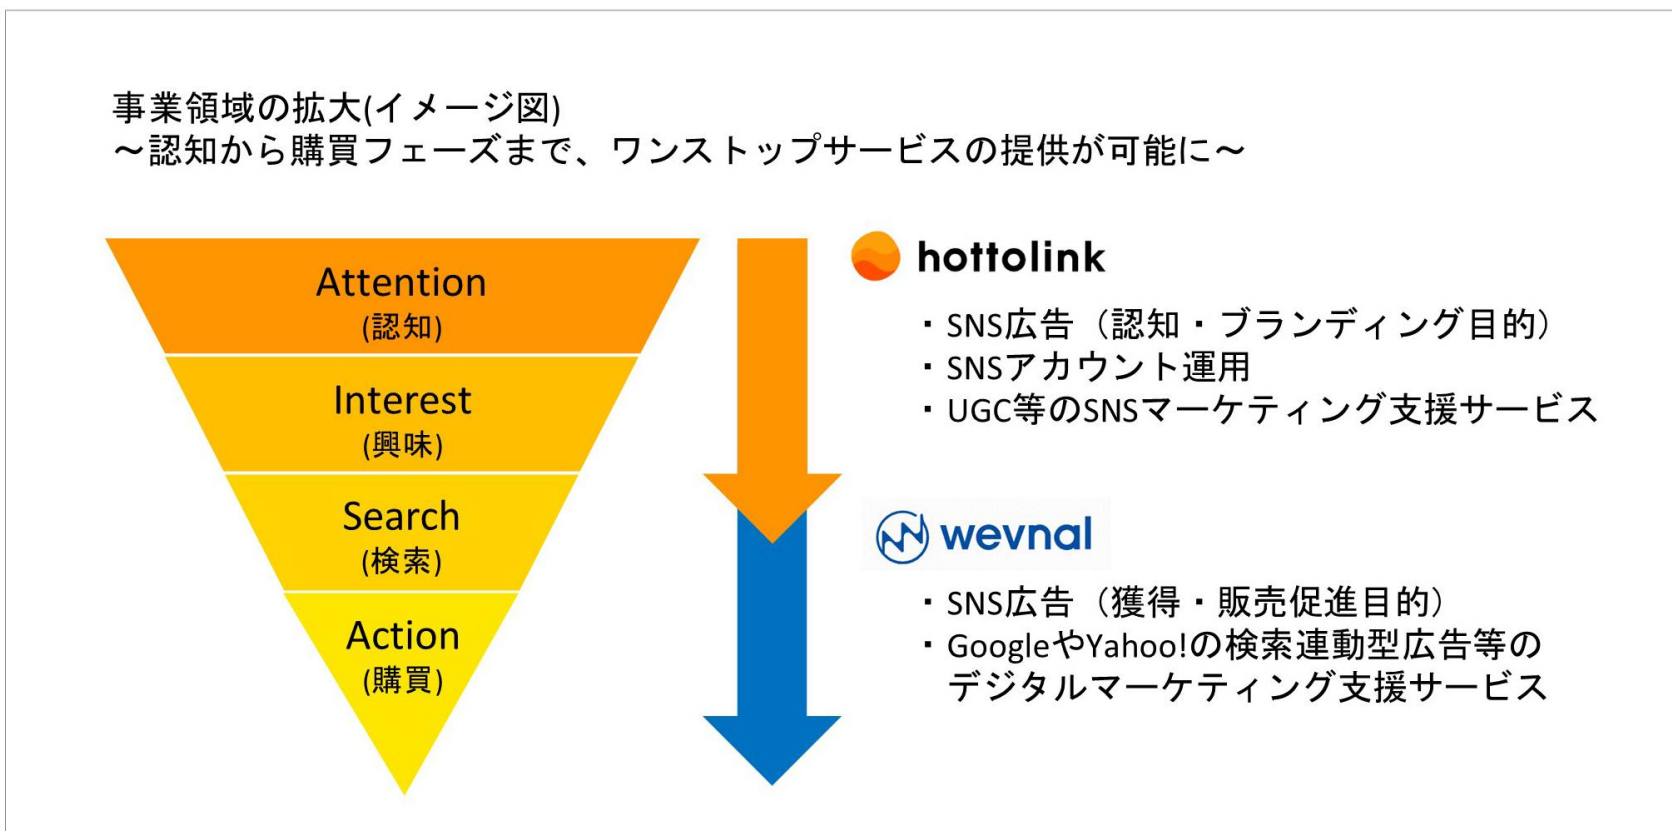 事業領域の拡大(イメージ図)
～認知から購買フェーズまで、ワンストップサービスの提供が可能に～
Attention
(認知)
Interest
(興味)
Search
(検索)
Action
(購買)
hottolink
・SNS広告（認知・ブランディング目的）
・SNSアカウント運用
・UGC等のSNSマーケティング支援サービス
wevnal
・SNS広告（獲得・販売促進目的）
・GoogleやYahoo!の検索連動型広告等の
デジタルマーケティング支援サービス